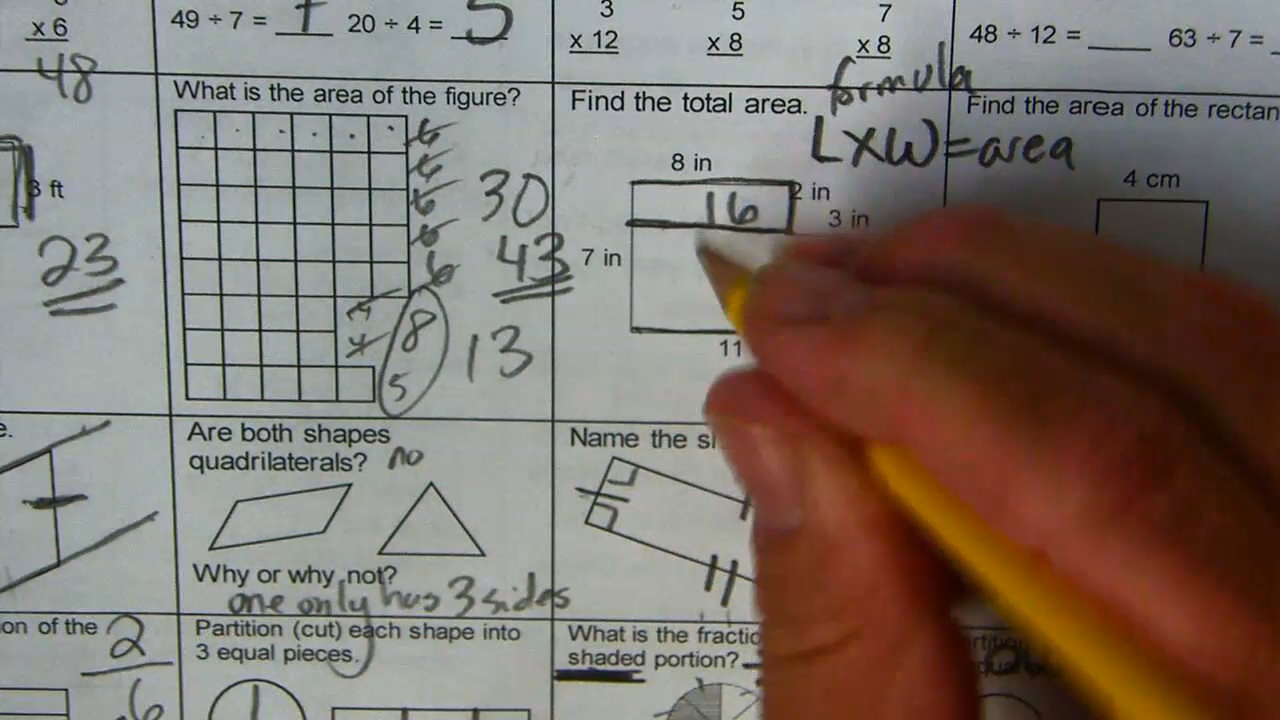 x 6
48
49 ÷ 7 = 7 20 ÷ 4 = 5
3
x 12
5
x 8
7
x 8
48 ÷ 12 = ____ 63 ÷ 7 = _
3 ft
23
What is the area of the figure?
6
6
6
6
6
30
43
8
5
13
Find the total area.
formula
LXW=area
8 in
2 in
3 in
16
7 in
11
Find the area of the rectan
4 cm
e.
Are both shapes
quadrilaterals? no
Why or why not?
one only has 3 sides
Name the
on of the
2
6
Partition (cut) each shape into
3 equal pieces.
What is the
shaded portion?